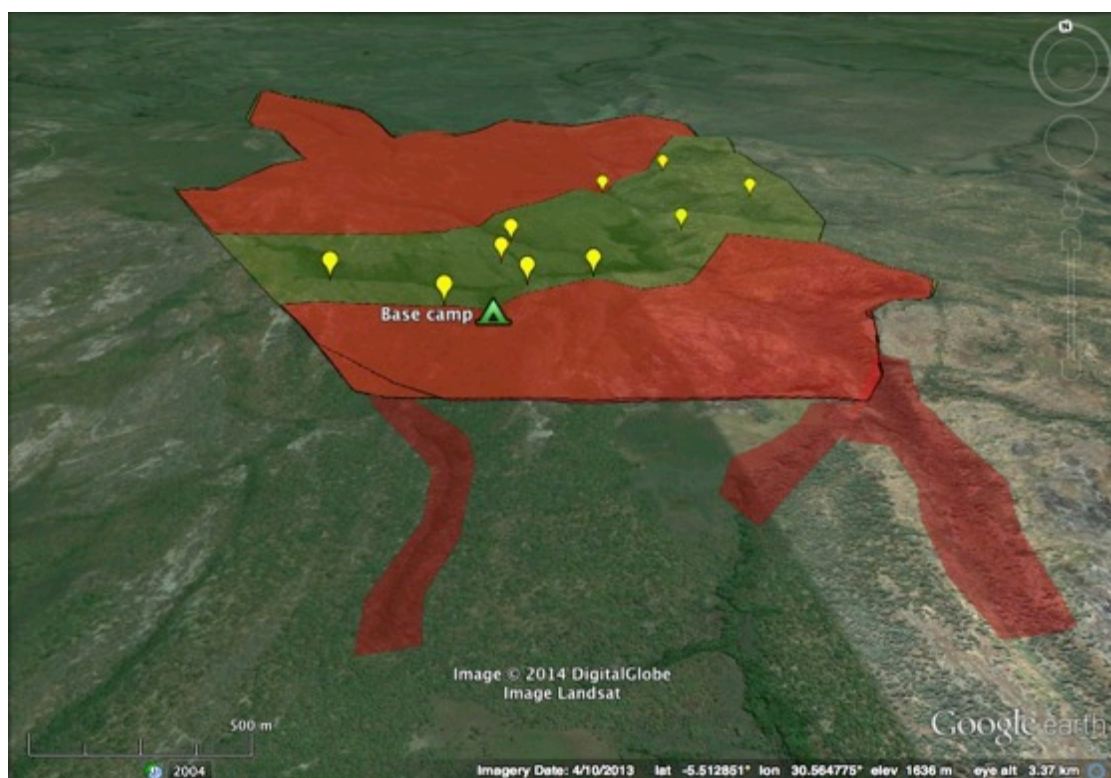 N
Base camp
Image © 2014 DigitalGlobe
Image Landsat
500 m
Google earth
2004
Imagery Date: 4/10/2013 lat -5.512851° lon 30.564775° elev 1636 m eye alt 3.37 km